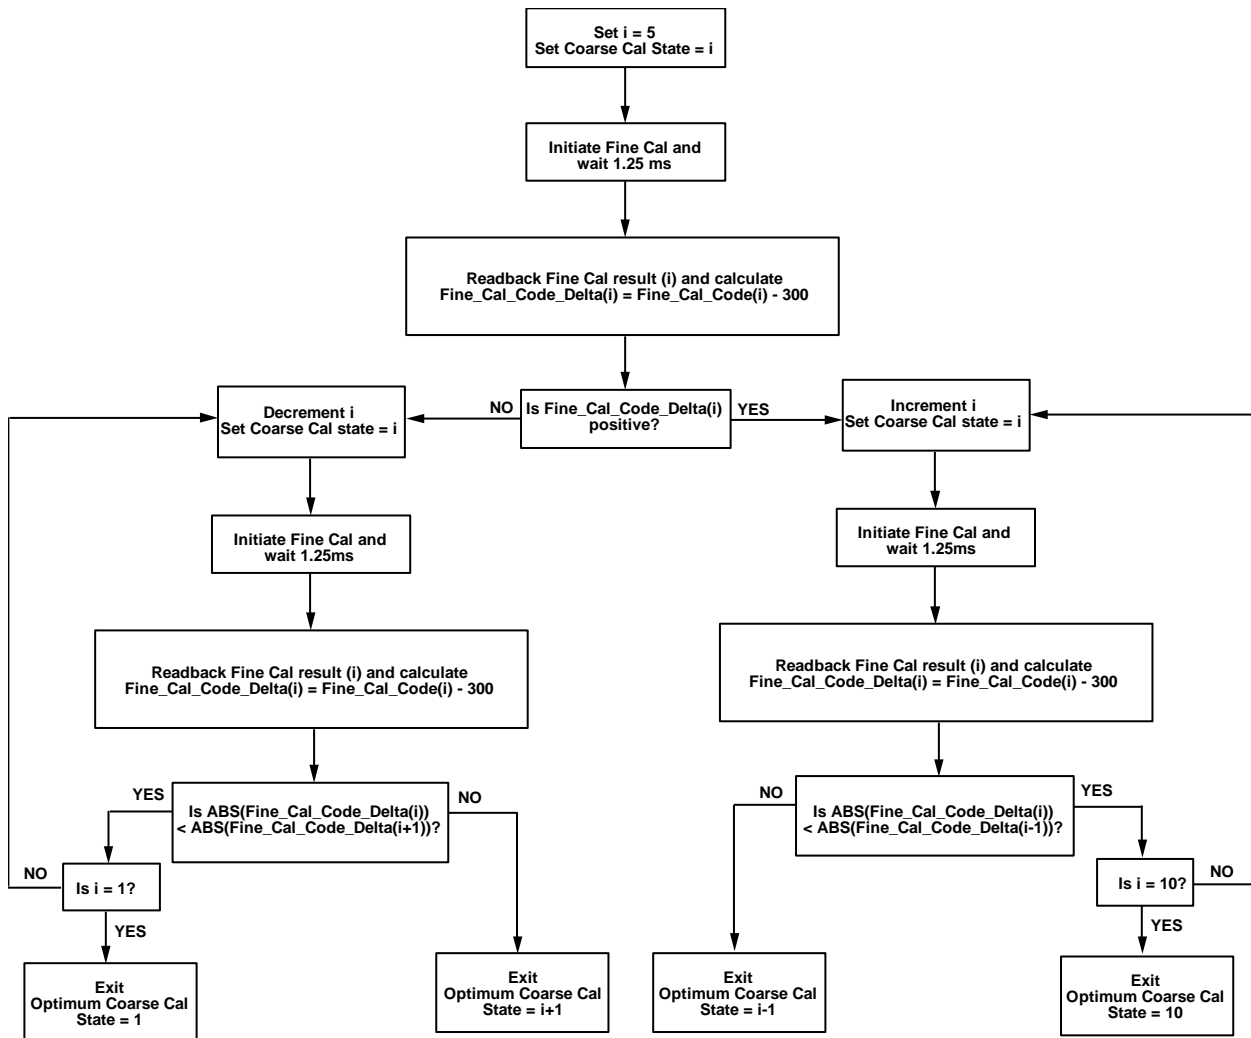 Set i = 5
Set Coarse Cal State = i
Initiate Fine Cal and
wait 1.25 ms
Readback Fine Cal result (i) and calculate
Fine_Cal_Code_Delta(i) = Fine_Cal_Code(i) - 300
Is Fine_Cal_Code_Delta(i)
positive?
NO
YES
Decrement i
Set Coarse Cal state = i
Initiate Fine Cal and
wait 1.25ms
Readback Fine Cal result (i) and calculate
Fine_Cal_Code_Delta(i) = Fine_Cal_Code(i) - 300
Is ABS(Fine_Cal_Code_Delta(i))
< ABS(Fine_Cal_Code_Delta(i+1))?
YES
NO
Is i = 1?
NO
YES
Exit
Optimum Coarse Cal
State = 1
Exit
Optimum Coarse Cal
State = i+1
Increment i
Set Coarse Cal state = i
Initiate Fine Cal and
wait 1.25ms
Readback Fine Cal result (i) and calculate
Fine_Cal_Code_Delta(i) = Fine_Cal_Code(i) - 300
Is ABS(Fine_Cal_Code_Delta(i))
< ABS(Fine_Cal_Code_Delta(i-1))?
NO
YES
Is i = 10?
NO
YES
Exit
Optimum Coarse Cal
State = i-1
Exit
Optimum Coarse Cal
State = 10